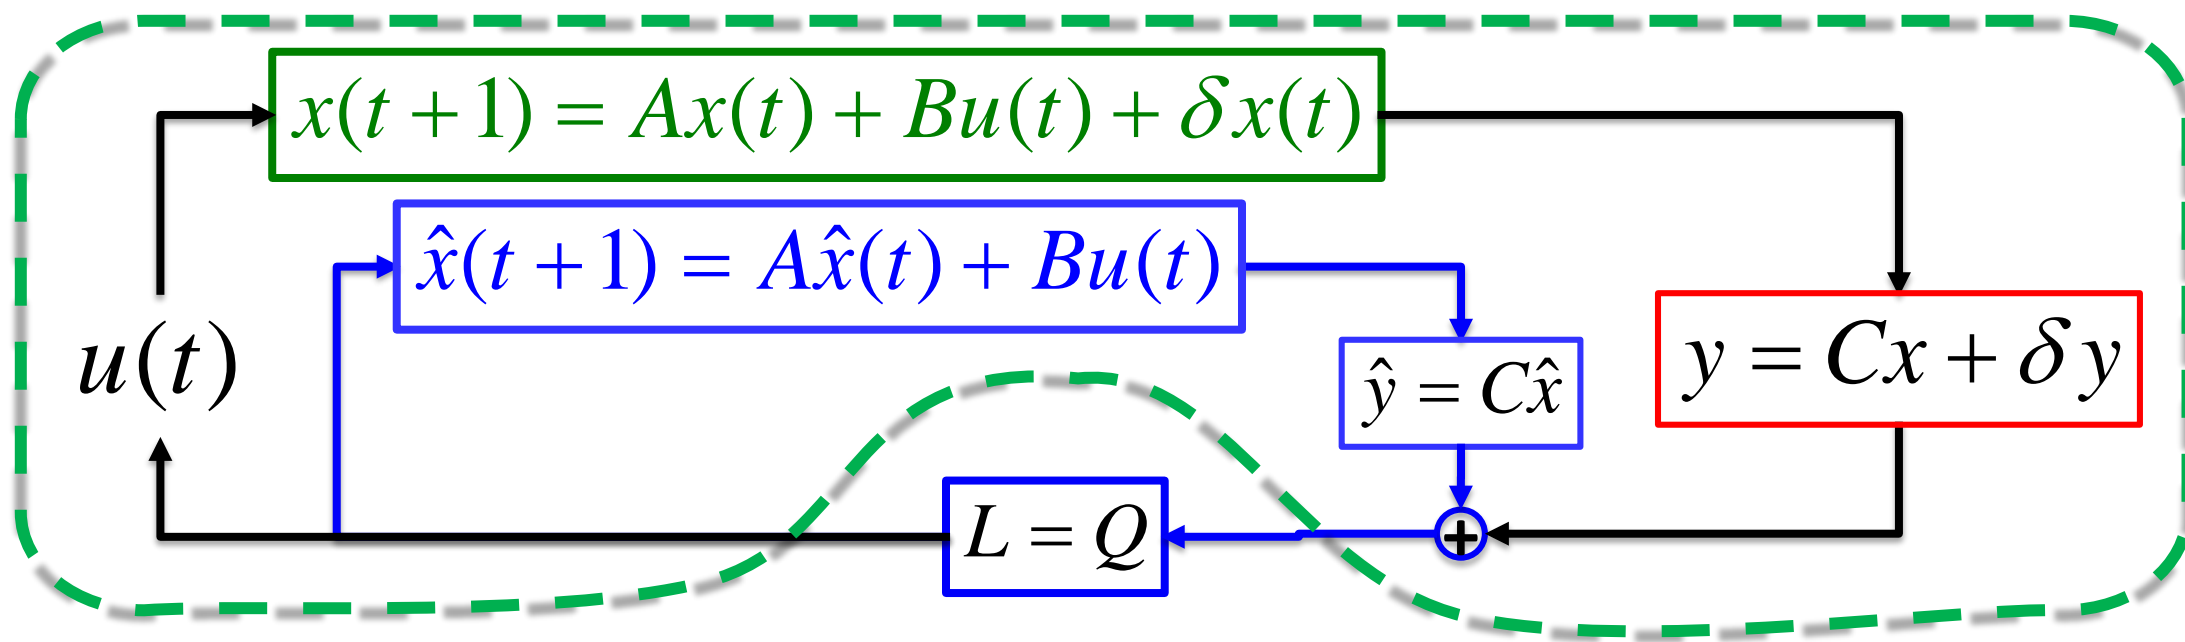 x(t + 1) = Ax(t) + Bu(t) + δx(t)
x̂(t + 1) = Ax̂(t) + Bu(t)
u(t)
ŷ = Cx̂
y = Cx + δy
L = Q
+